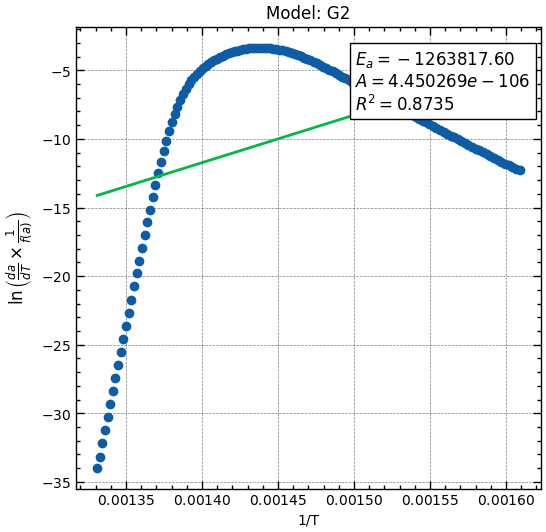 Model: G2
E_a = −1263817.60
A = 4.450269e − 106
R² = 0.8735
ln(da/dT × 1/f(a))
−5
−10
−15
−20
−25
−30
−35
0.00135 0.00140 0.00145 0.00150 0.00155 0.00160
1/T